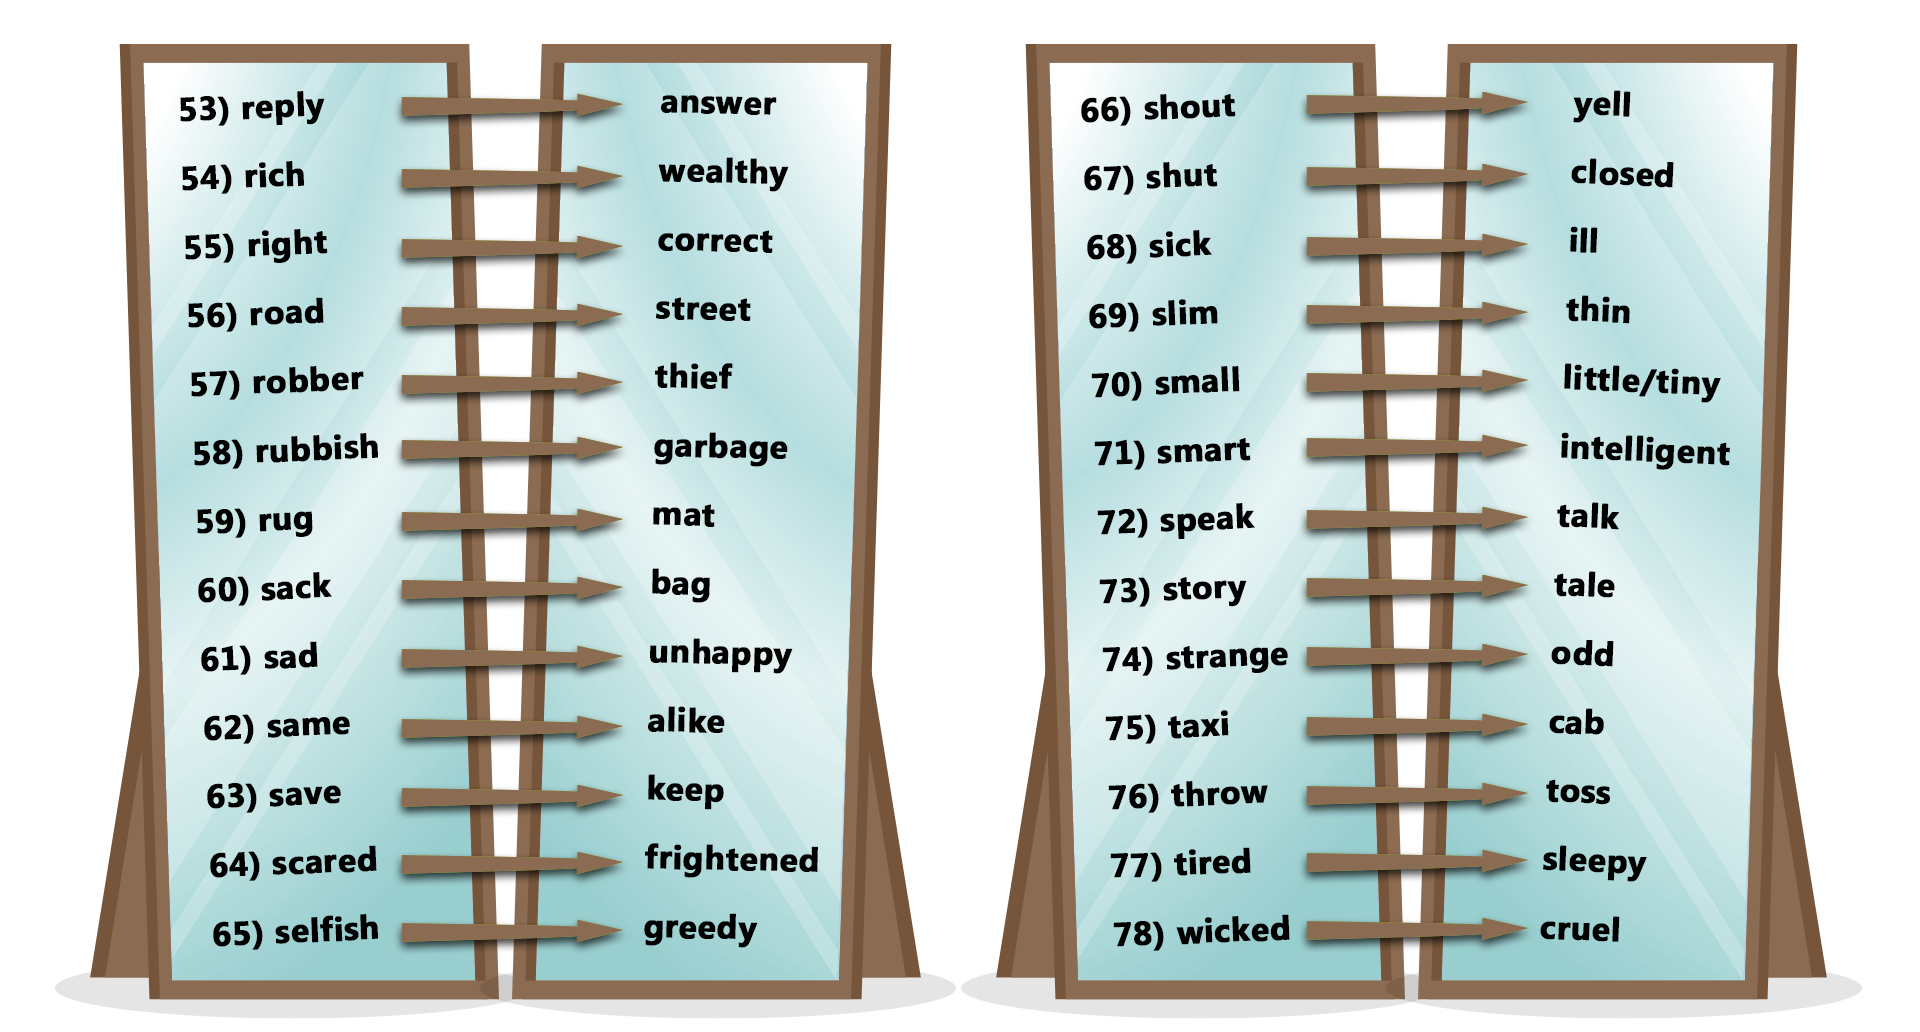 53) reply answer
54) rich wealthy
55) right correct
56) road street
57) robber thief
58) rubbish garbage
59) rug mat
60) sack bag
61) sad unhappy
62) same alike
63) save keep
64) scared frightened
65) selfish greedy
66) shout yell
67) shut closed
68) sick ill
69) slim thin
70) small little/tiny
71) smart intelligent
72) speak talk
73) story tale
74) strange odd
75) taxi cab
76) throw toss
77) tired sleepy
78) wicked cruel